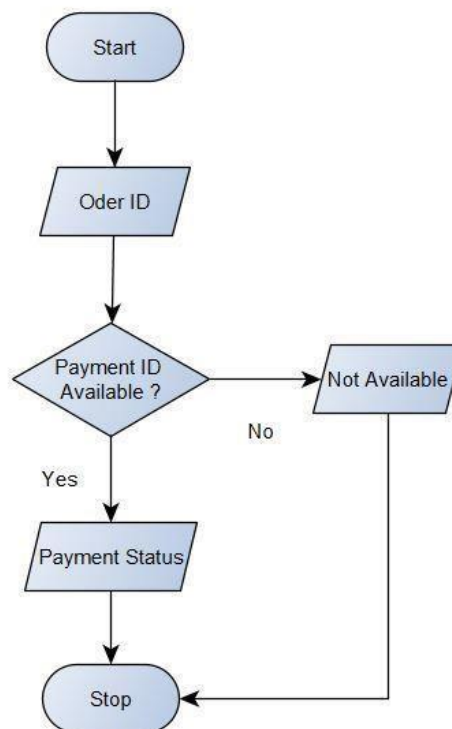 Start
Oder ID
Payment ID
Available ?
Not Available
No
Yes
Payment Status
Stop